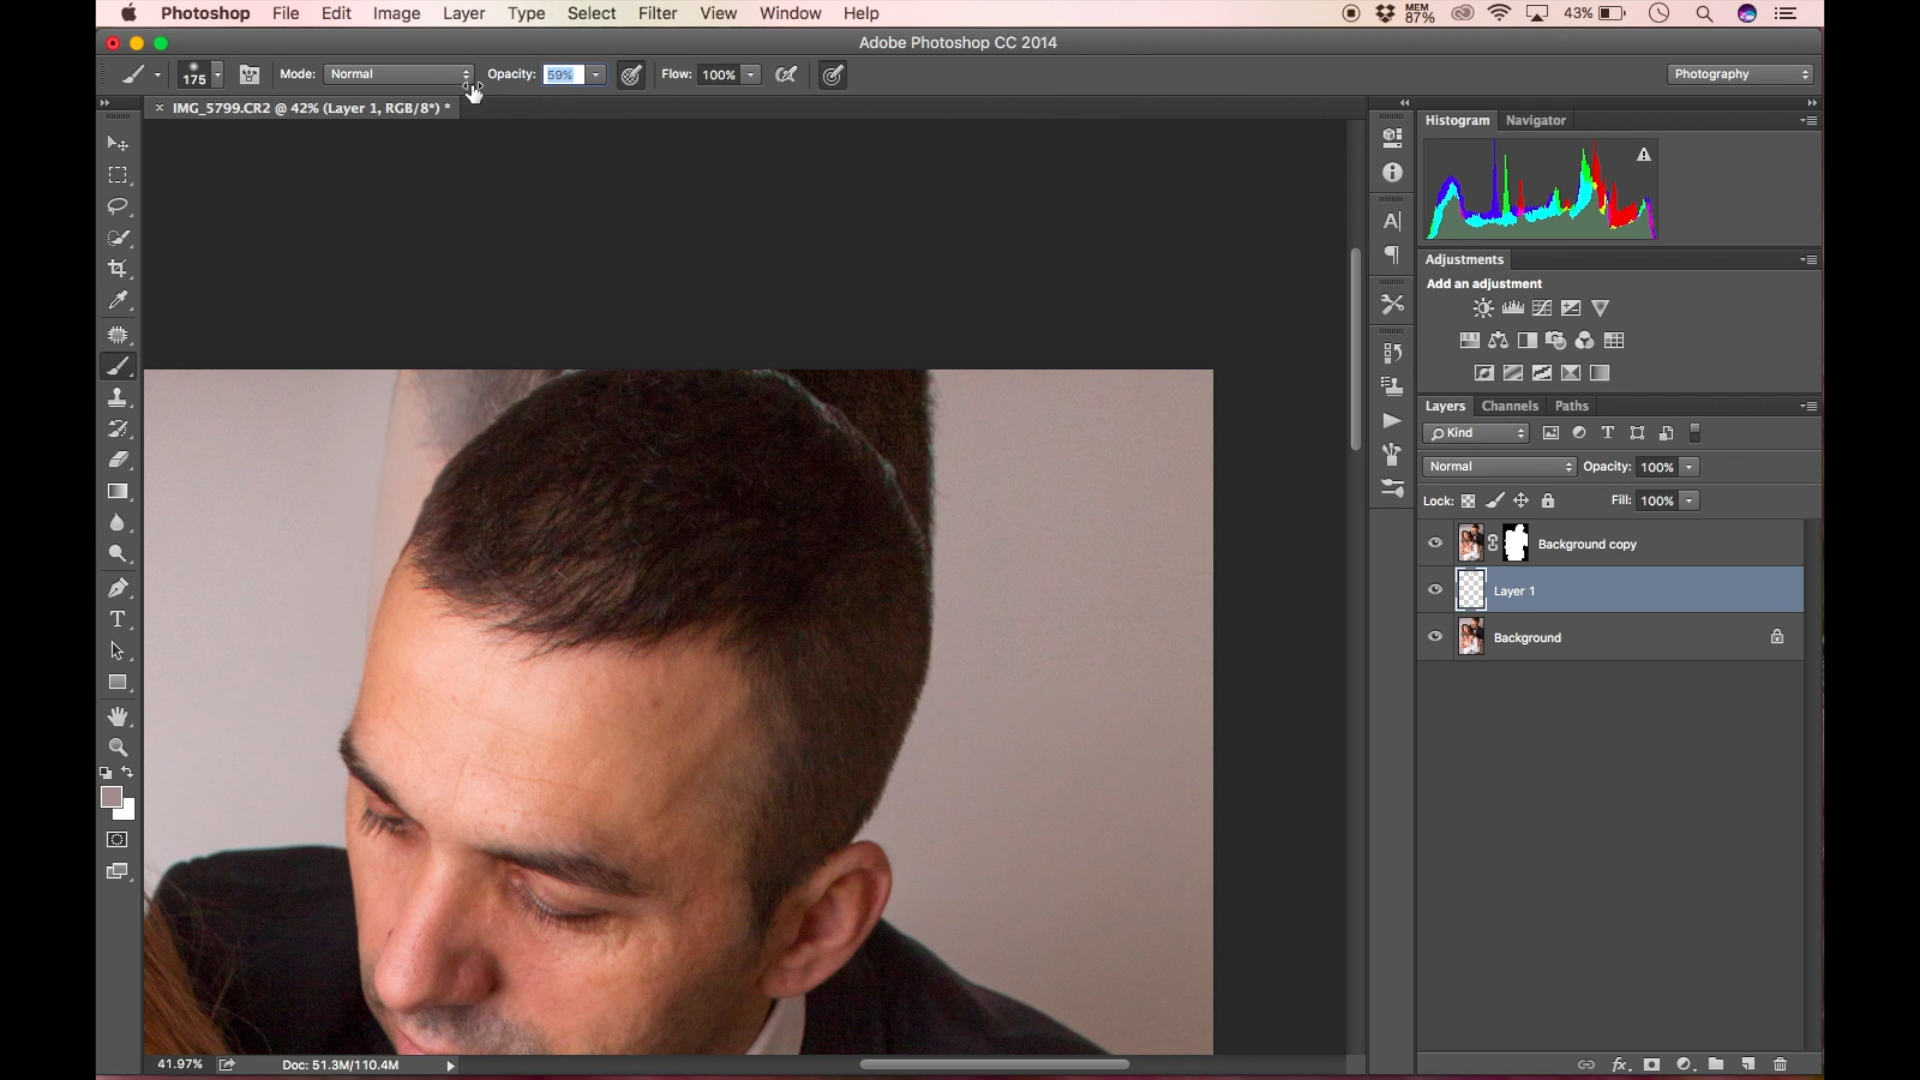 Photoshop File Edit Image Layer Type Select Filter View Window Help MEM 87% 43%
Adobe Photoshop CC 2014
175 Mode: Normal Opacity: 59% Flow: 100% Photography
× IMG_5799.CR2 @ 42% (Layer 1, RGB/8*) *
Histogram Navigator
Adjustments
Add an adjustment
Layers Channels Paths
Kind
Normal Opacity: 100%
Lock: Fill: 100%
Background copy
Layer 1
Background
41.97% Doc: 51.3M/110.4M